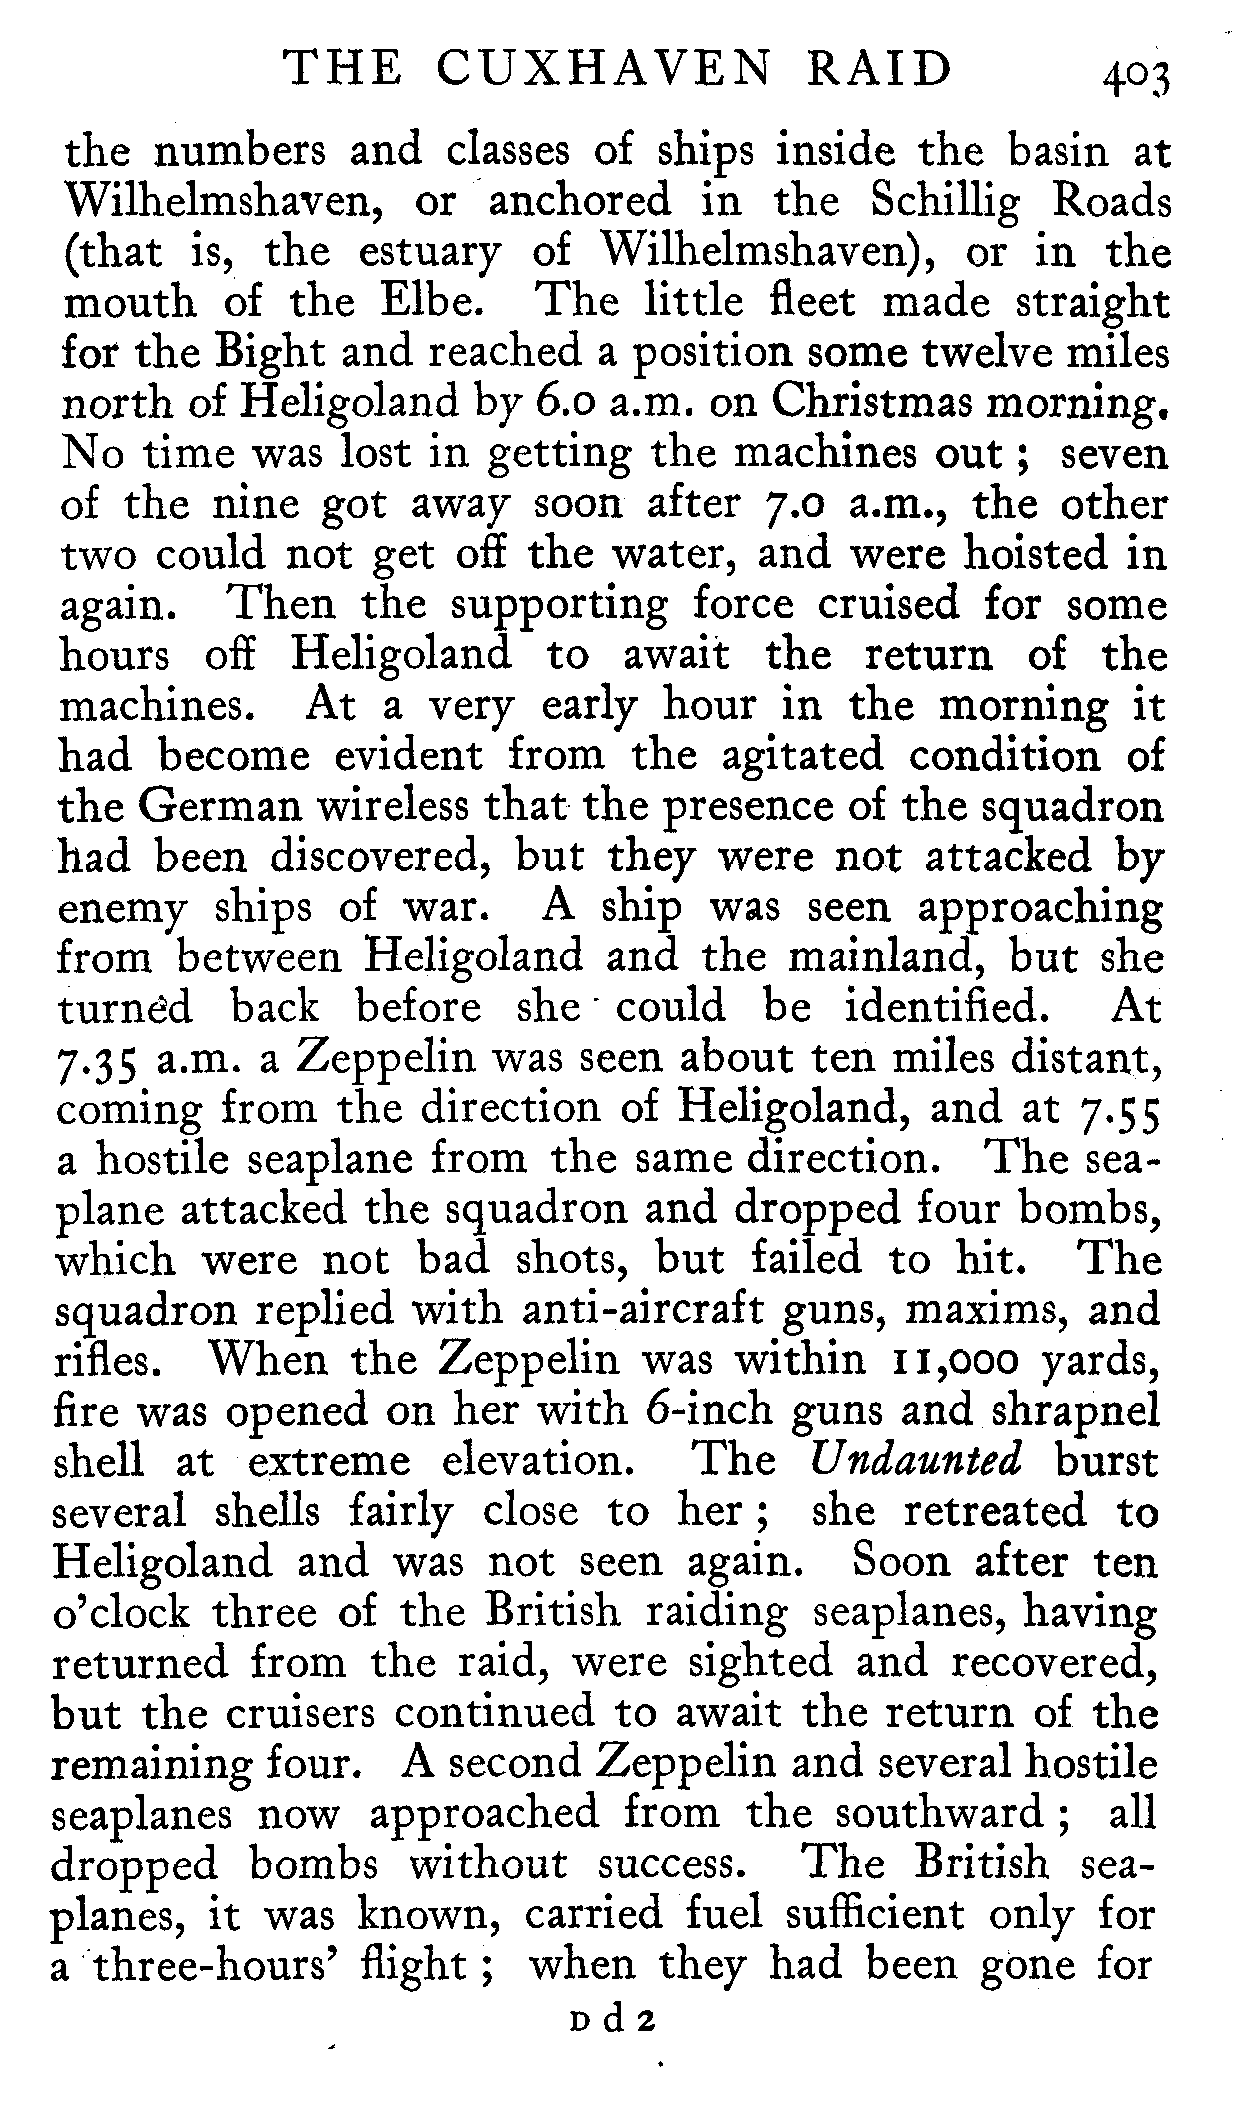 THE CUXHAVEN RAID 403
the numbers and classes of ships inside the basin at
Wilhelmshaven, or anchored in the Schillig Roads
(that is, the estuary of Wilhelmshaven), or in the
mouth of the Elbe. The little fleet made straight
for the Bight and reached a position some twelve miles
north of Heligoland by 6.0 a.m. on Christmas morning.
No time was lost in getting the machines out ; seven
of the nine got away soon after 7.0 a.m., the other
two could not get off the water, and were hoisted in
again. Then the supporting force cruised for some
hours off Heligoland to await the return of the
machines. At a very early hour in the morning it
had become evident from the agitated condition of
the German wireless that the presence of the squadron
had been discovered, but they were not attacked by
enemy ships of war. A ship was seen approaching
from between Heligoland and the mainland, but she
turned back before she could be identified. At
7.35 a.m. a Zeppelin was seen about ten miles distant,
coming from the direction of Heligoland, and at 7.55
a hostile seaplane from the same direction. The sea-
plane attacked the squadron and dropped four bombs,
which were not bad shots, but failed to hit. The
squadron replied with anti-aircraft guns, maxims, and
rifles. When the Zeppelin was within 11,000 yards,
fire was opened on her with 6-inch guns and shrapnel
shell at extreme elevation. The Undaunted burst
several shells fairly close to her ; she retreated to
Heligoland and was not seen again. Soon after ten
o'clock three of the British raiding seaplanes, having
returned from the raid, were sighted and recovered,
but the cruisers continued to await the return of the
remaining four. A second Zeppelin and several hostile
seaplanes now approached from the southward ; all
dropped bombs without success. The British sea-
planes, it was known, carried fuel sufficient only for
a three-hours' flight ; when they had been gone for
D d 2